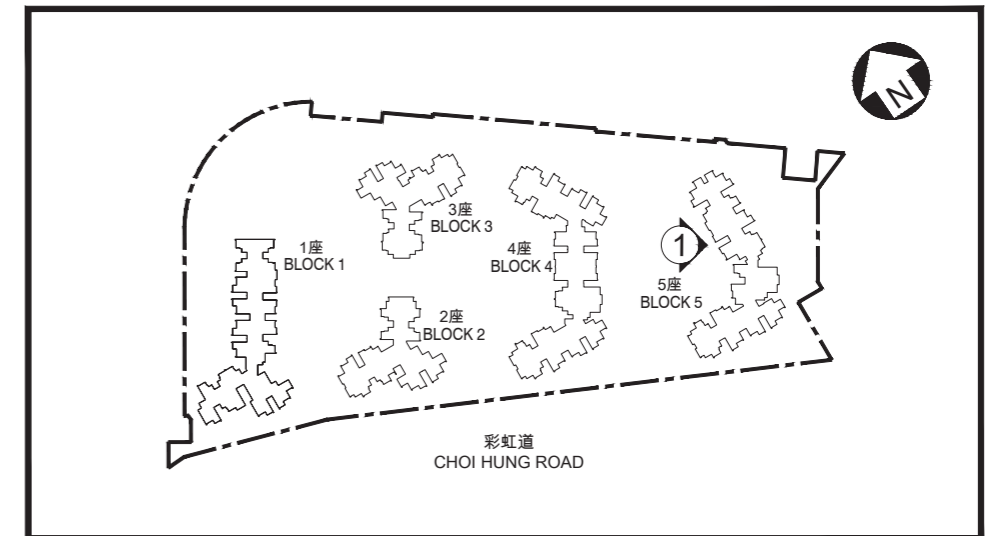 N
3座
BLOCK 3
1座
BLOCK 1
4座
BLOCK 4
1
5座
BLOCK 5
2座
BLOCK 2
彩虹道
CHOI HUNG ROAD